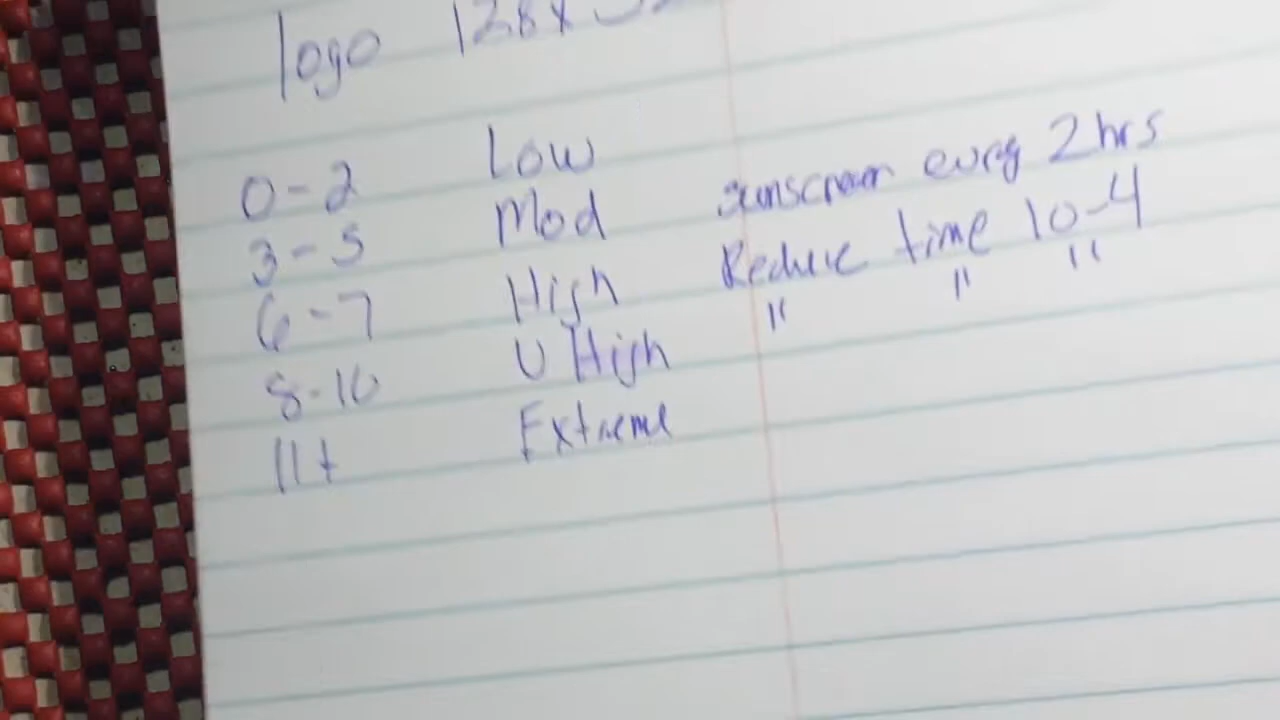 logo 128x
0-2 Low
3-5 Mod sunscreen every 2 hrs
6-7 High Reduce time 10-4
8-10 U High " " "
11+ Extreme